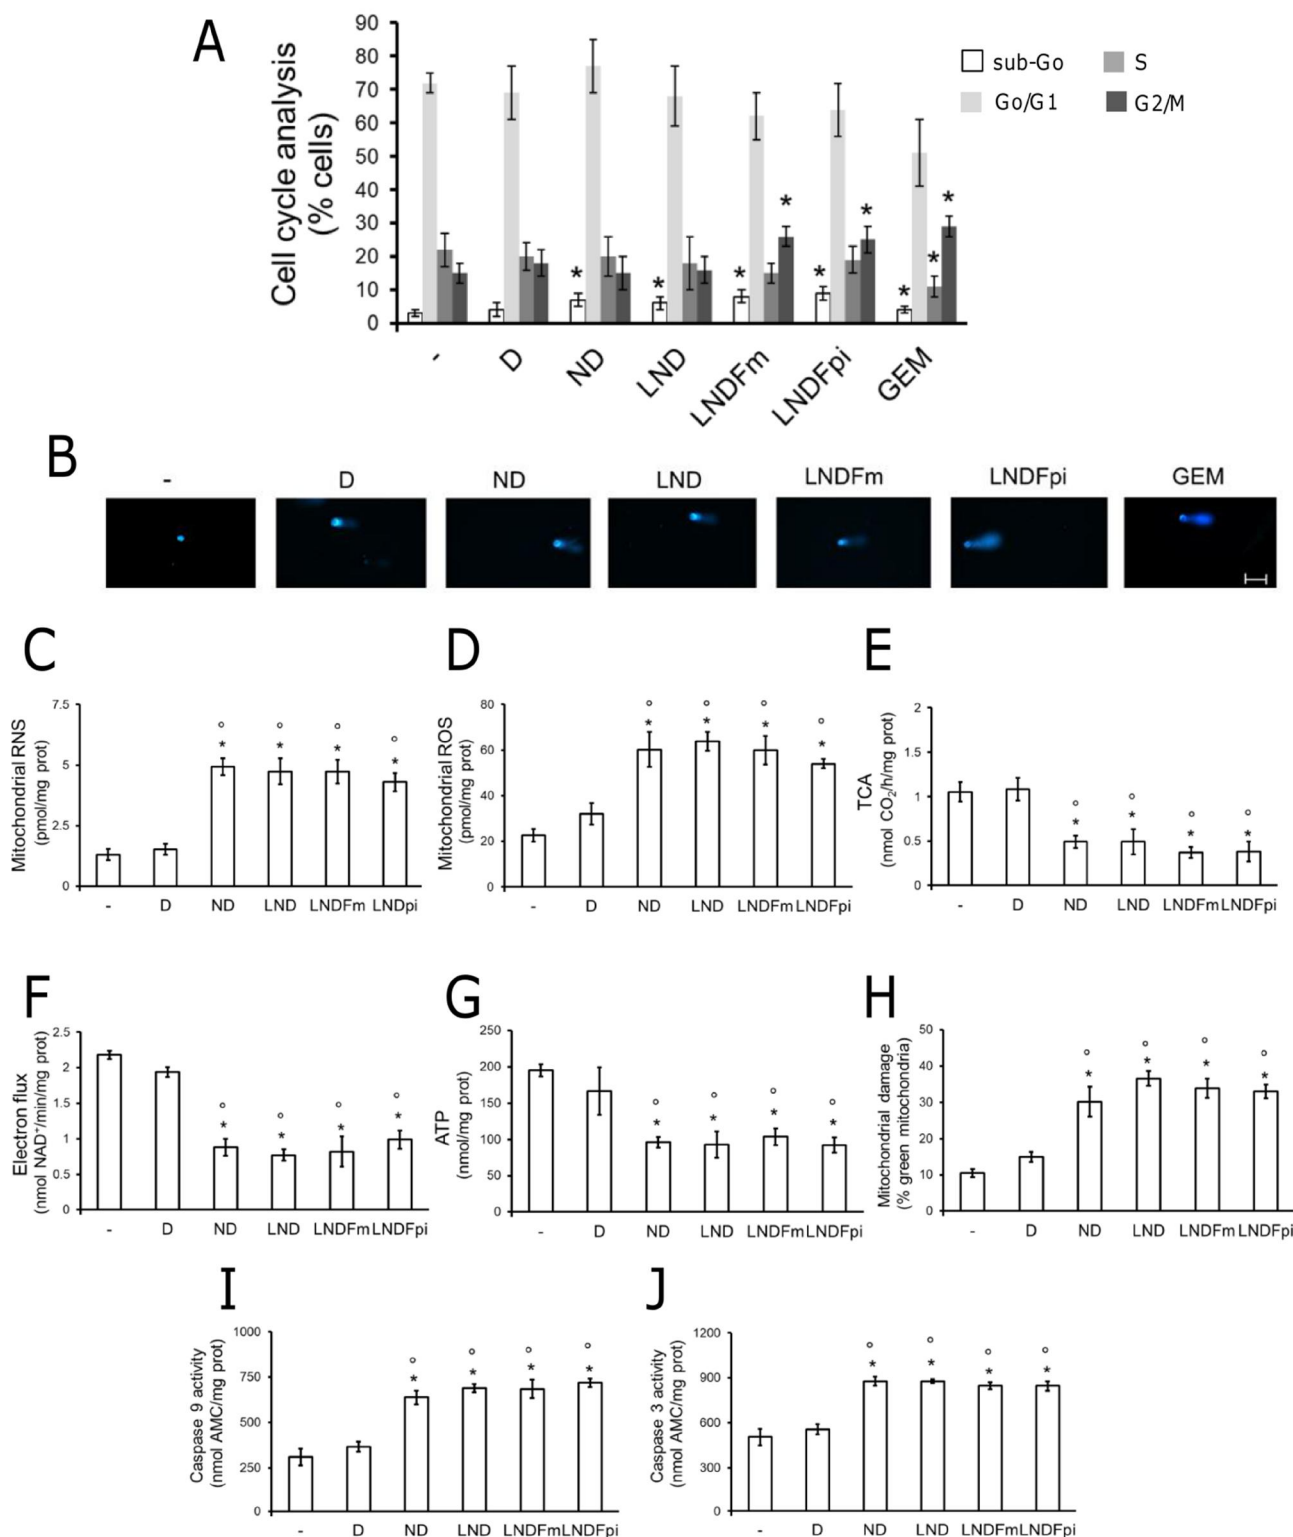 A
Cell cycle analysis
(% cells)
90
80
70
60
50
40
30
20
10
0
sub-Go
S
Go/G1
G2/M
* * * * * * * * *
- D ND LND LNDFm LNDFpi GEM
B
- D ND LND LNDFm LNDFpi GEM
C
Mitochondrial RNS
(pmol/mg prot)
7.5
5
2.5
0
° ° ° °
* * * *
- D ND LND LNDFm LNDpi
D
Mitochondrial ROS
(pmol/mg prot)
80
60
40
20
0
° ° ° °
* * * *
- D ND LND LNDFm LNDFpi
E
TCA
(nmol CO₂/h/mg prot)
2
1.5
1
0.5
0
° ° ° °
* * * *
- D ND LND LNDFm LNDFpi
F
Electron flux
(nmol NAD⁺/min/mg prot)
2.5
2
1.5
1
0.5
0
° ° ° °
* * * *
- D ND LND LNDFm LNDFpi
G
ATP
(nmol/mg prot)
250
200
150
100
50
0
° ° ° °
* * * *
- D ND LND LNDFm LNDFpi
H
Mitochondrial damage
(% green mitochondria)
50
40
30
20
10
0
° ° ° °
* * * *
- D ND LND LNDFm LNDFpi
I
Caspase 9 activity
(nmol AMC/mg prot)
1000
750
500
250
0
° ° ° °
* * * *
- D ND LND LNDFm LNDFpi
J
Caspase 3 activity
(nmol AMC/mg prot)
1200
900
600
300
0
° ° ° °
* * * *
- D ND LND LNDFm LNDFpi